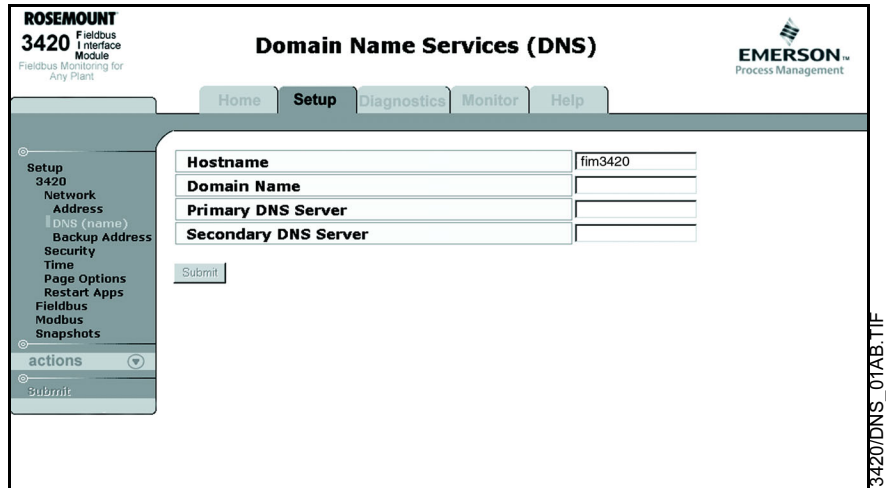 ROSEMOUNT
3420 Fieldbus Interface Module
Fieldbus Monitoring for
Any Plant
Domain Name Services (DNS)
EMERSON™
Process Management
Home Setup Diagnostics Monitor Help
Setup
3420
Network
Address
DNS (name)
Backup Address
Security
Time
Page Options
Restart Apps
Fieldbus
Modbus
Snapshots
actions
Submit
Hostname fim3420
Domain Name
Primary DNS Server
Secondary DNS Server
Submit
3420/DNS_01AB.TIF